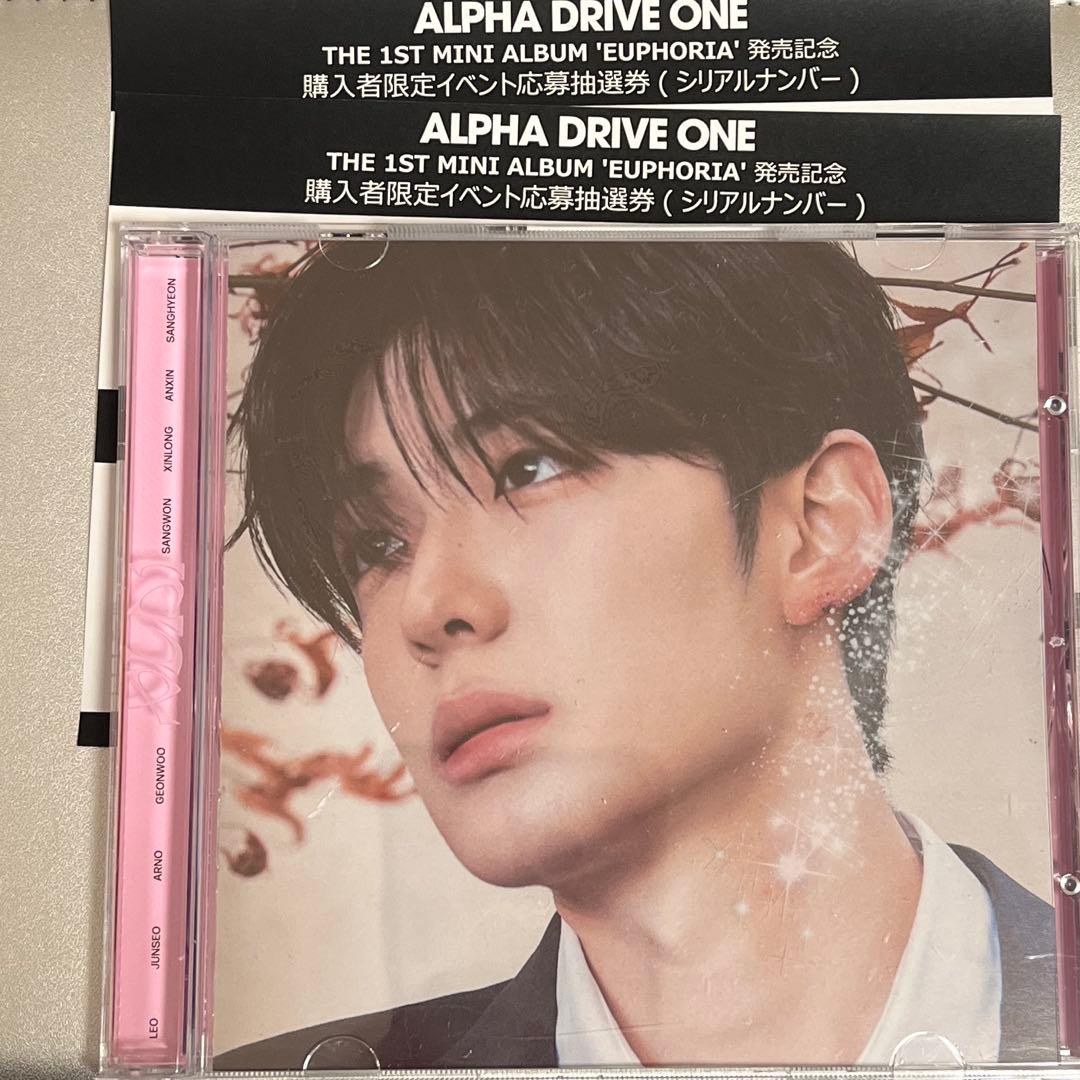 ALPHA DRIVE ONE
THE 1ST MINI ALBUM 'EUPHORIA' 発売記念
購入者限定イベント応募抽選券 ( シリアルナンバー )
ALPHA DRIVE ONE
THE 1ST MINI ALBUM 'EUPHORIA' 発売記念
購入者限定イベント応募抽選券 ( シリアルナンバー )
LEO
JUNSEO
ARNO
GEONWOO
SANGWON
XINLONG
ANXIN
SANGHYEON